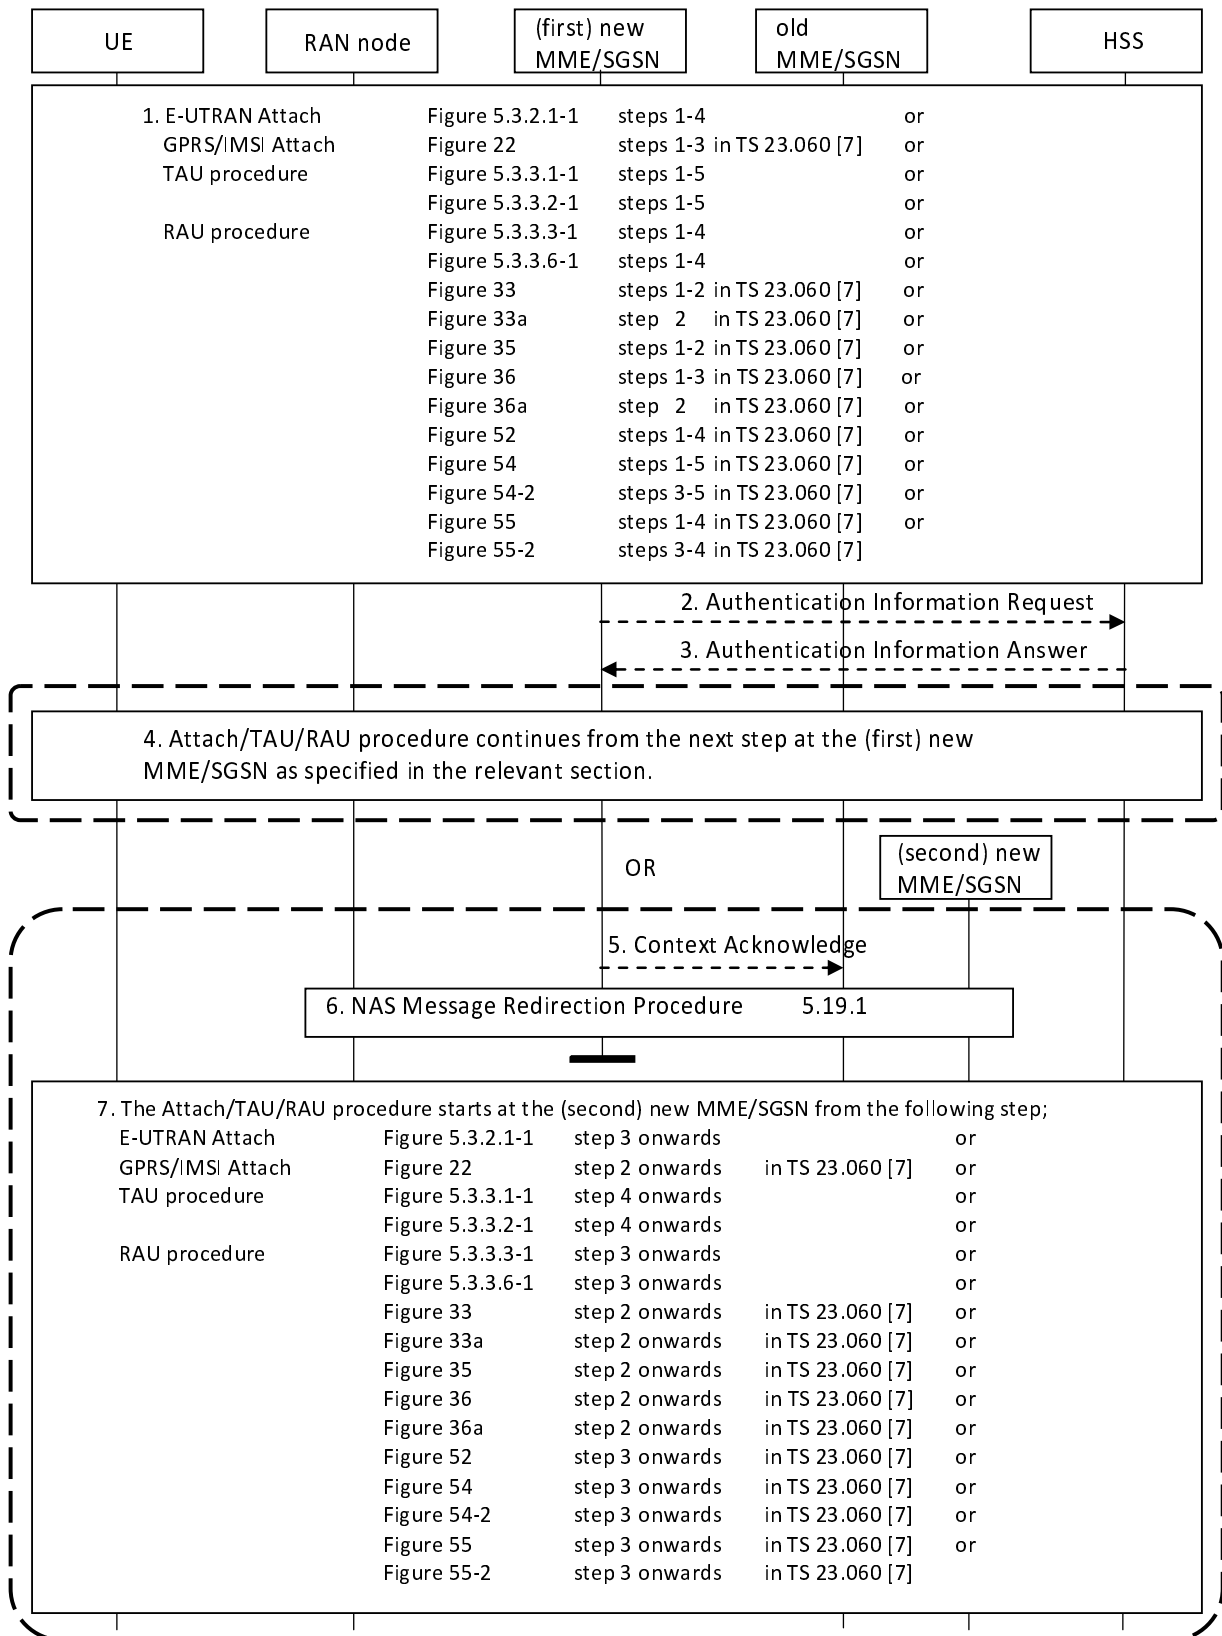 UE
RAN node
(first) new
MME/SGSN
old
MME/SGSN
HSS
1. E-UTRAN Attach Figure 5.3.2.1-1 steps 1-4 or
GPRS/IMSI Attach Figure 22 steps 1-3 in TS 23.060 [7] or
TAU procedure Figure 5.3.3.1-1 steps 1-5 or
Figure 5.3.3.2-1 steps 1-5 or
RAU procedure Figure 5.3.3.3-1 steps 1-4 or
Figure 5.3.3.6-1 steps 1-4 or
Figure 33 steps 1-2 in TS 23.060 [7] or
Figure 33a step 2 in TS 23.060 [7] or
Figure 35 steps 1-2 in TS 23.060 [7] or
Figure 36 steps 1-3 in TS 23.060 [7] or
Figure 36a step 2 in TS 23.060 [7] or
Figure 52 steps 1-4 in TS 23.060 [7] or
Figure 54 steps 1-5 in TS 23.060 [7] or
Figure 54-2 steps 3-5 in TS 23.060 [7] or
Figure 55 steps 1-4 in TS 23.060 [7] or
Figure 55-2 steps 3-4 in TS 23.060 [7]
2. Authentication Information Request
3. Authentication Information Answer
4. Attach/TAU/RAU procedure continues from the next step at the (first) new
MME/SGSN as specified in the relevant section.
OR
(second) new
MME/SGSN
5. Context Acknowledge
6. NAS Message Redirection Procedure 5.19.1
7. The Attach/TAU/RAU procedure starts at the (second) new MME/SGSN from the following step;
E-UTRAN Attach Figure 5.3.2.1-1 step 3 onwards or
GPRS/IMSI Attach Figure 22 step 2 onwards in TS 23.060 [7] or
TAU procedure Figure 5.3.3.1-1 step 4 onwards or
Figure 5.3.3.2-1 step 4 onwards or
RAU procedure Figure 5.3.3.3-1 step 3 onwards or
Figure 5.3.3.6-1 step 3 onwards or
Figure 33 step 2 onwards in TS 23.060 [7] or
Figure 33a step 2 onwards in TS 23.060 [7] or
Figure 35 step 2 onwards in TS 23.060 [7] or
Figure 36 step 2 onwards in TS 23.060 [7] or
Figure 36a step 2 onwards in TS 23.060 [7] or
Figure 52 step 3 onwards in TS 23.060 [7] or
Figure 54 step 3 onwards in TS 23.060 [7] or
Figure 54-2 step 3 onwards in TS 23.060 [7] or
Figure 55 step 3 onwards in TS 23.060 [7] or
Figure 55-2 step 3 onwards in TS 23.060 [7]